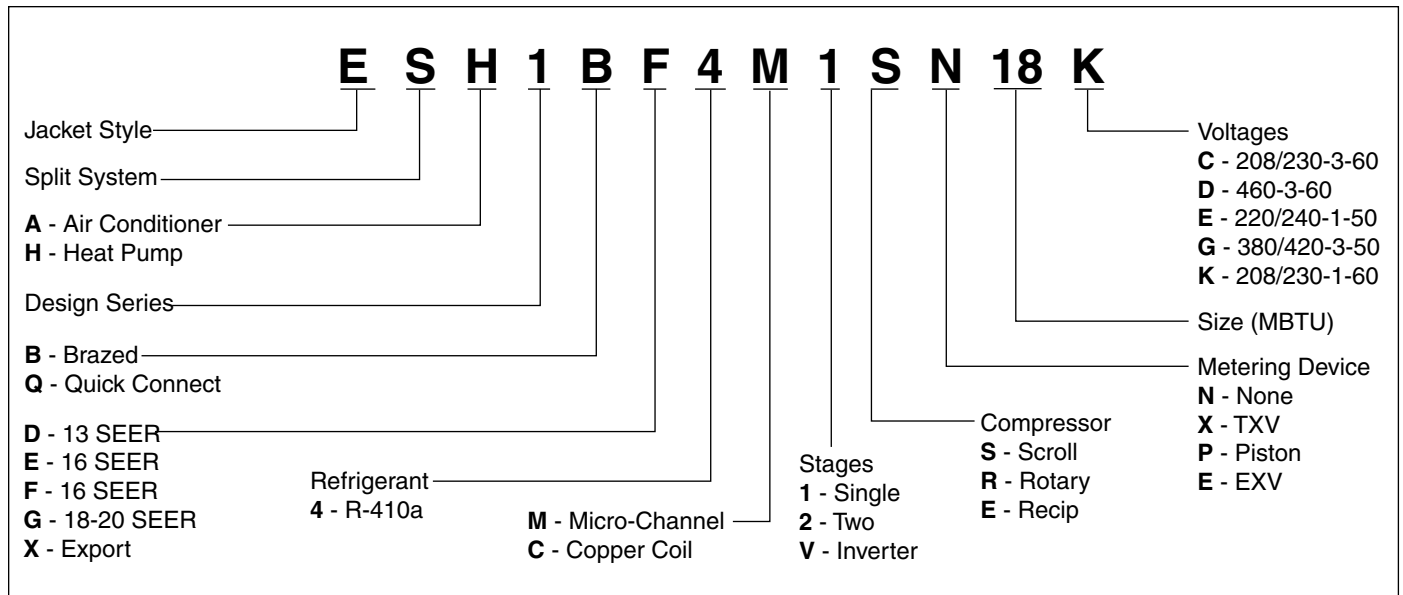 E S H 1 B F 4 M 1 S N 18 K
Jacket Style
Split System
A - Air Conditioner
H - Heat Pump
Design Series
B - Brazed
Q - Quick Connect
D - 13 SEER
E - 16 SEER
F - 16 SEER
G - 18-20 SEER
X - Export
Refrigerant
4 - R-410a
M - Micro-Channel
C - Copper Coil
Stages
1 - Single
2 - Two
V - Inverter
Compressor
S - Scroll
R - Rotary
E - Recip
Voltages
C - 208/230-3-60
D - 460-3-60
E - 220/240-1-50
G - 380/420-3-50
K - 208/230-1-60
Size (MBTU)
Metering Device
N - None
X - TXV
P - Piston
E - EXV